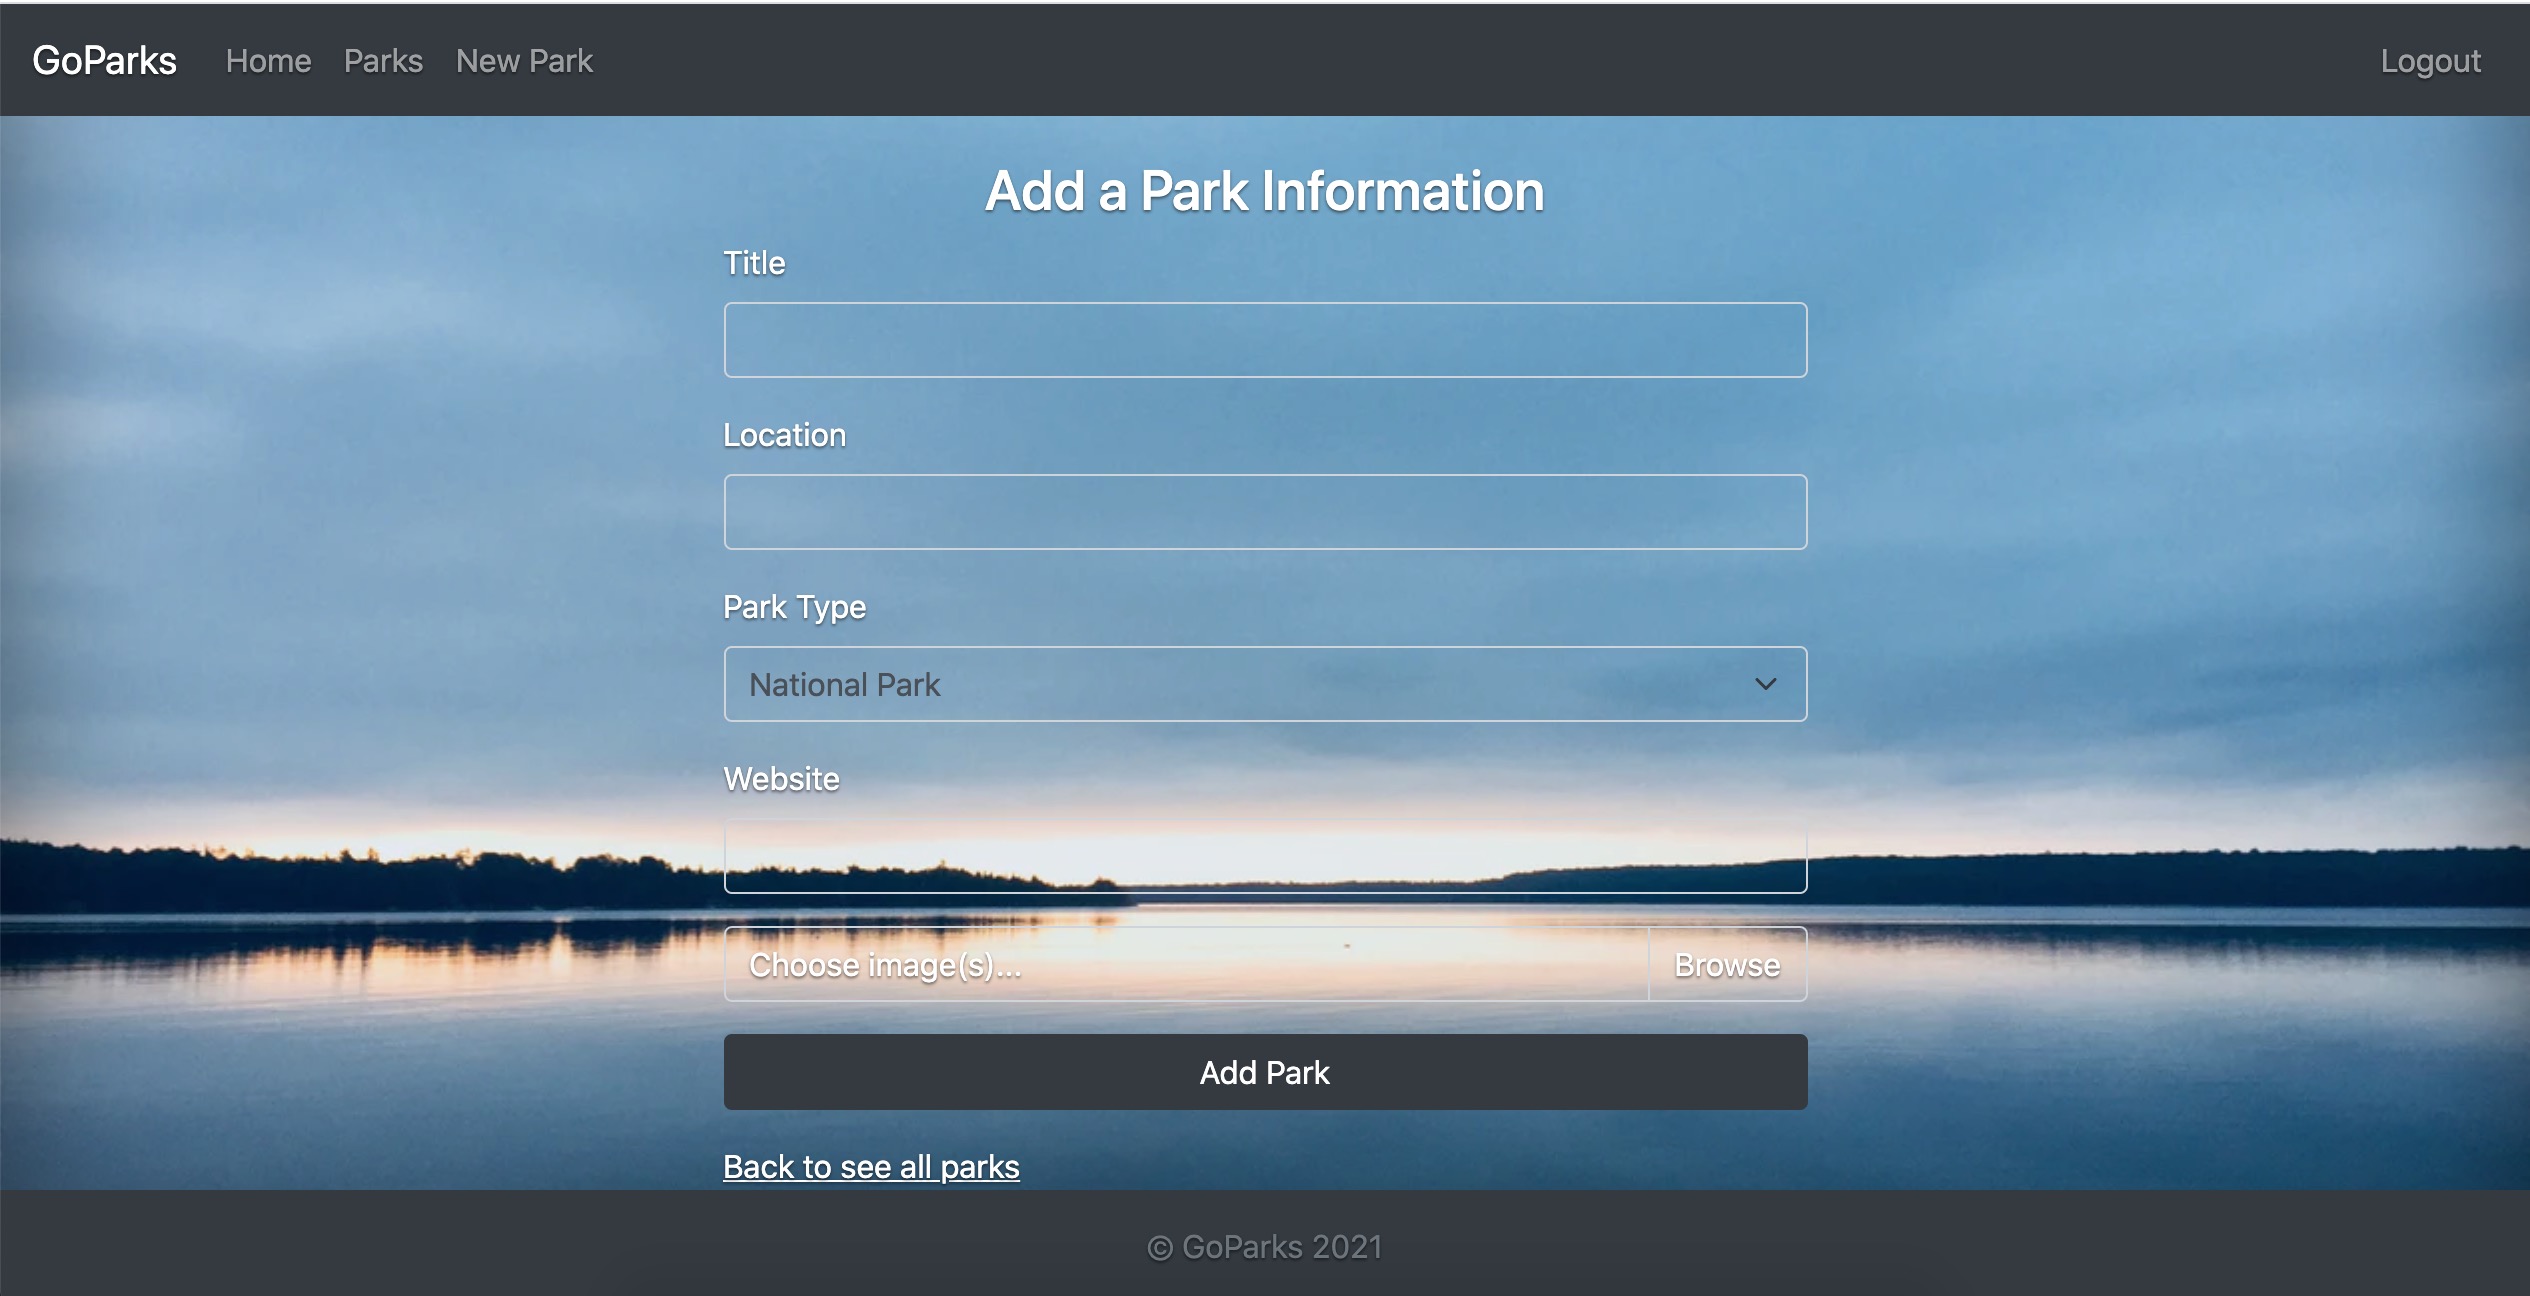 GoParks Home Parks New Park Logout
Add a Park Information
Title
Location
Park Type
National Park
Website
Choose image(s)... Browse
Add Park
Back to see all parks
© GoParks 2021